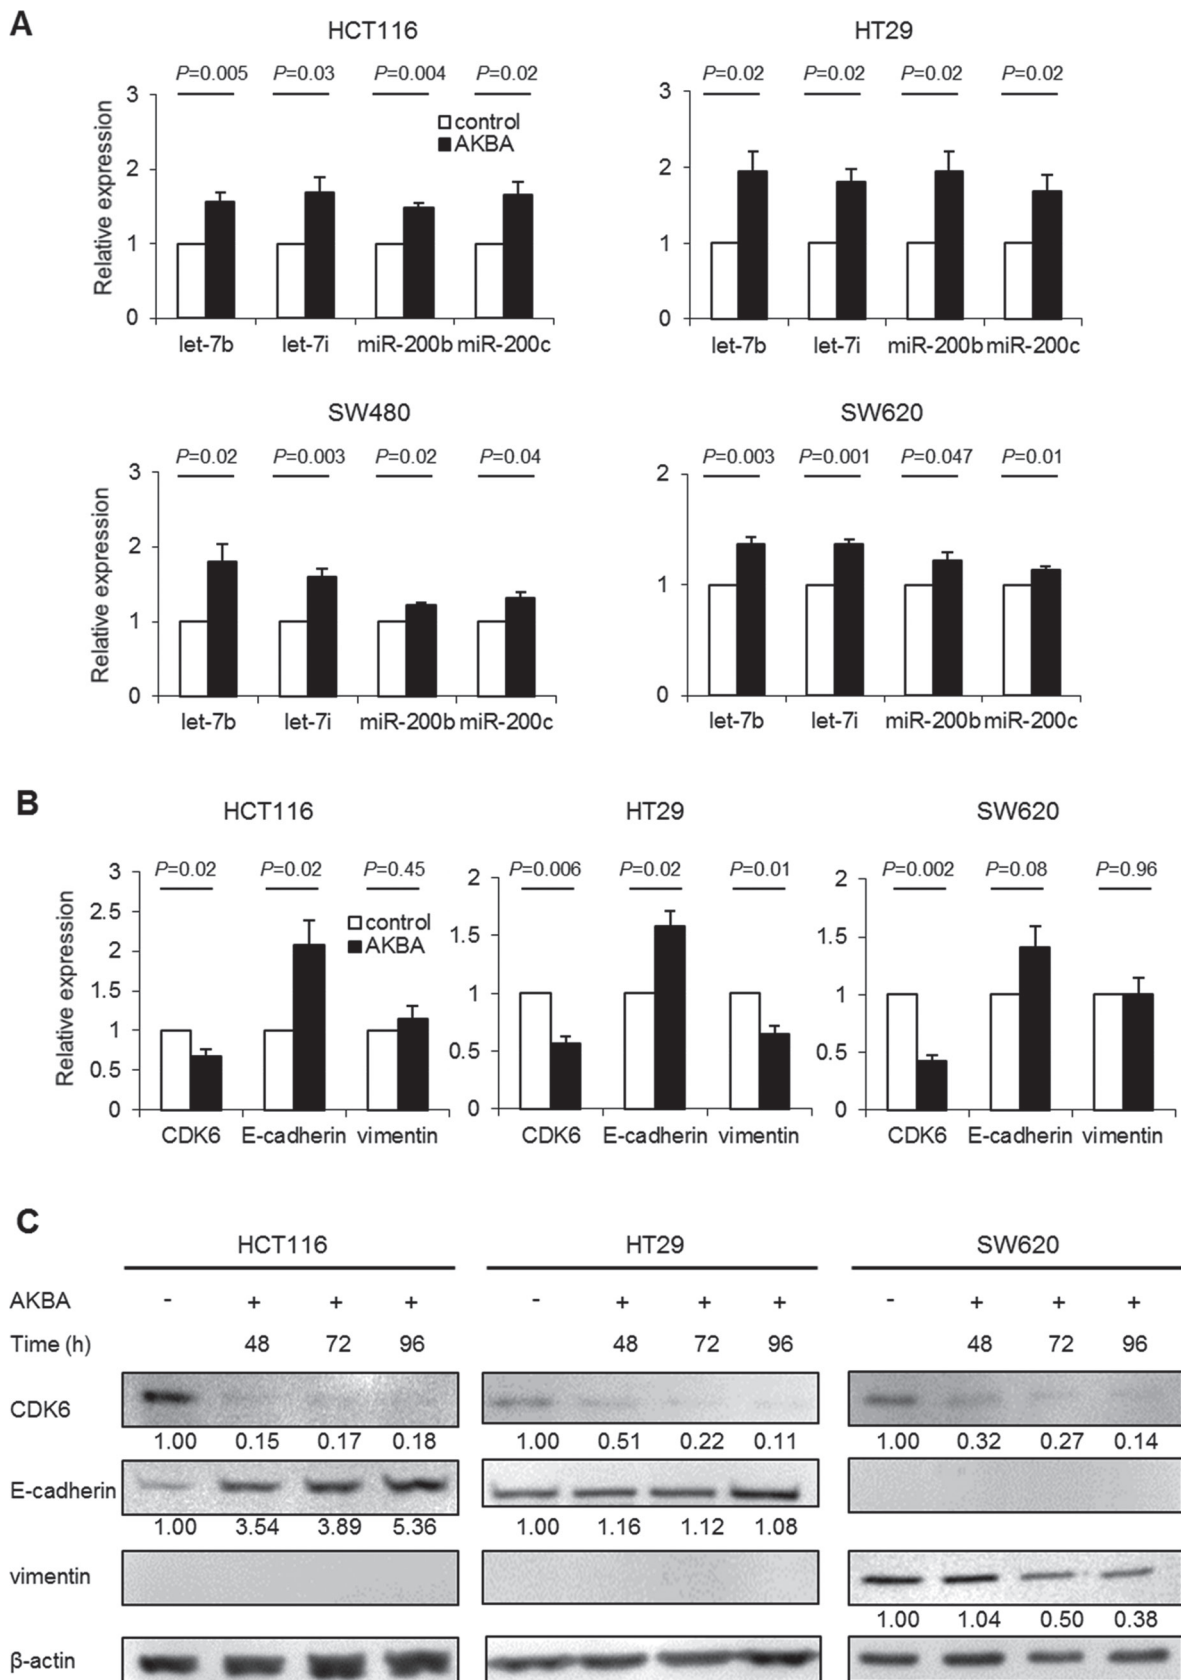 A
HCT116 HT29
P=0.005 P=0.03 P=0.004 P=0.02 P=0.02 P=0.02 P=0.02 P=0.02
Relative expression
3
2
1
0
control
AKBA
3
2
1
0
let-7b let-7i miR-200b miR-200c let-7b let-7i miR-200b miR-200c
SW480 SW620
P=0.02 P=0.003 P=0.02 P=0.04 P=0.003 P=0.001 P=0.047 P=0.01
Relative expression
3
2
1
0
2
1
0
let-7b let-7i miR-200b miR-200c let-7b let-7i miR-200b miR-200c
B
HCT116 HT29 SW620
P=0.02 P=0.02 P=0.45 P=0.006 P=0.02 P=0.01 P=0.002 P=0.08 P=0.96
Relative expression
3
2.5
2
1.5
1
0.5
0
control
AKBA
2
1.5
1
0.5
0
2
1.5
1
0.5
0
CDK6 E-cadherin vimentin CDK6 E-cadherin vimentin CDK6 E-cadherin vimentin
C
HCT116 HT29 SW620
AKBA - + + + - + + + - + + +
Time (h) 48 72 96 48 72 96 48 72 96
CDK6
1.00 0.15 0.17 0.18 1.00 0.51 0.22 0.11 1.00 0.32 0.27 0.14
E-cadherin
1.00 3.54 3.89 5.36 1.00 1.16 1.12 1.08
vimentin
1.00 1.04 0.50 0.38
β-actin